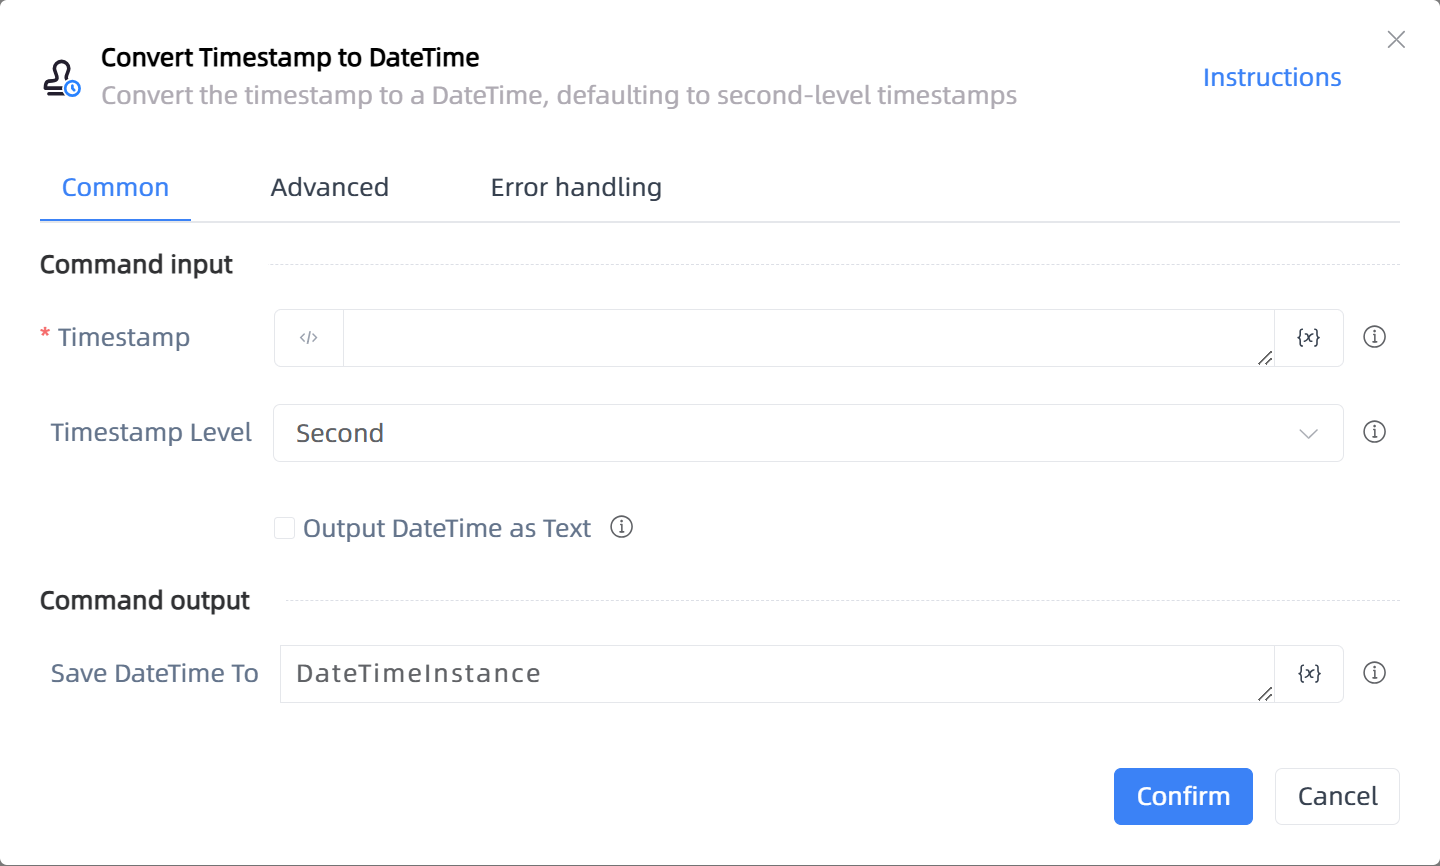 Convert Timestamp to DateTime
Convert the timestamp to a DateTime, defaulting to second-level timestamps
Instructions
Common Advanced Error handling
Command input
* Timestamp </> {x}
Timestamp Level Second
Output DateTime as Text
Command output
Save DateTime To DateTimeInstance {x}
Confirm Cancel